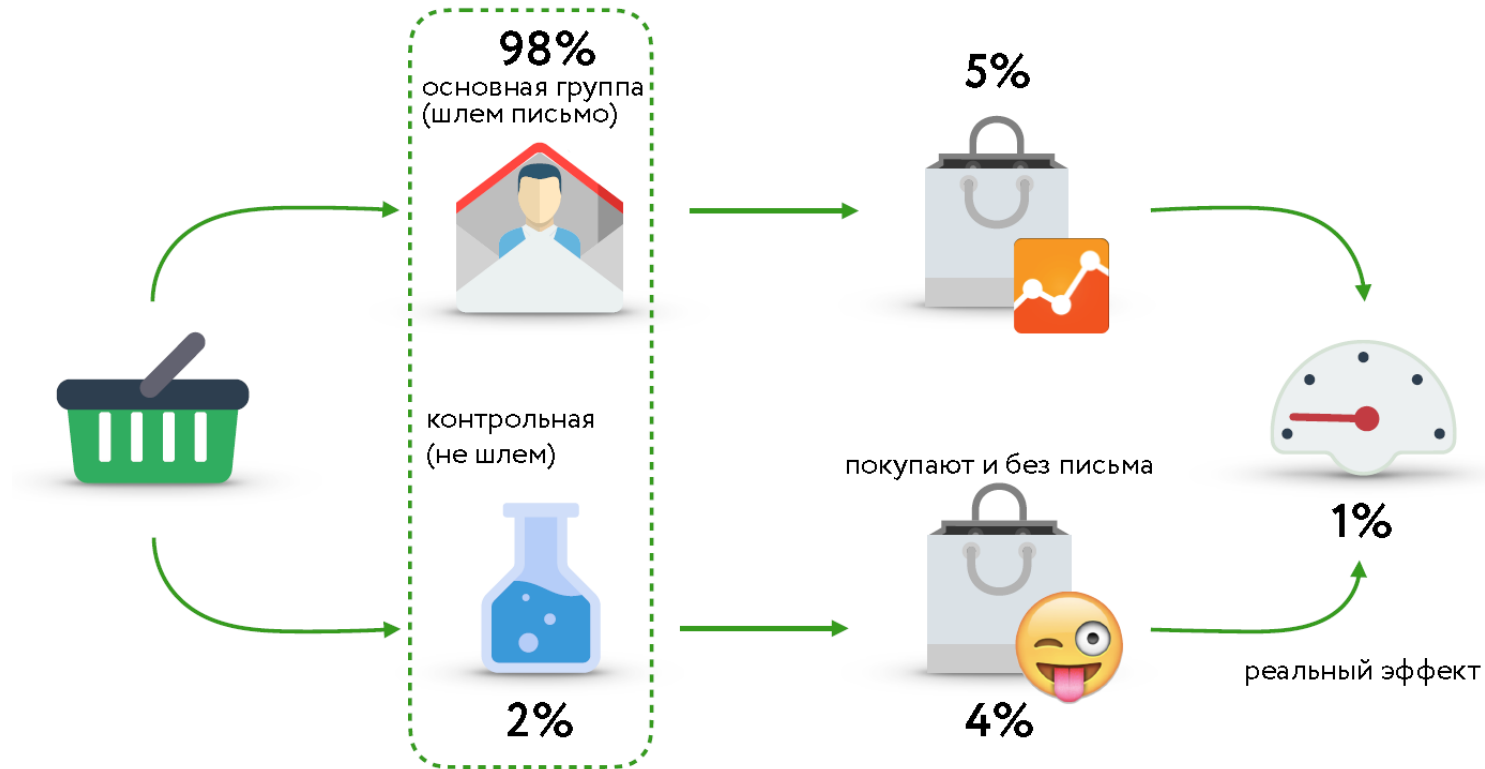 98%
основная группа
(шлем письмо)
5%
контрольная
(не шлем)
2%
покупают и без письма
4%
1%
реальный эффект